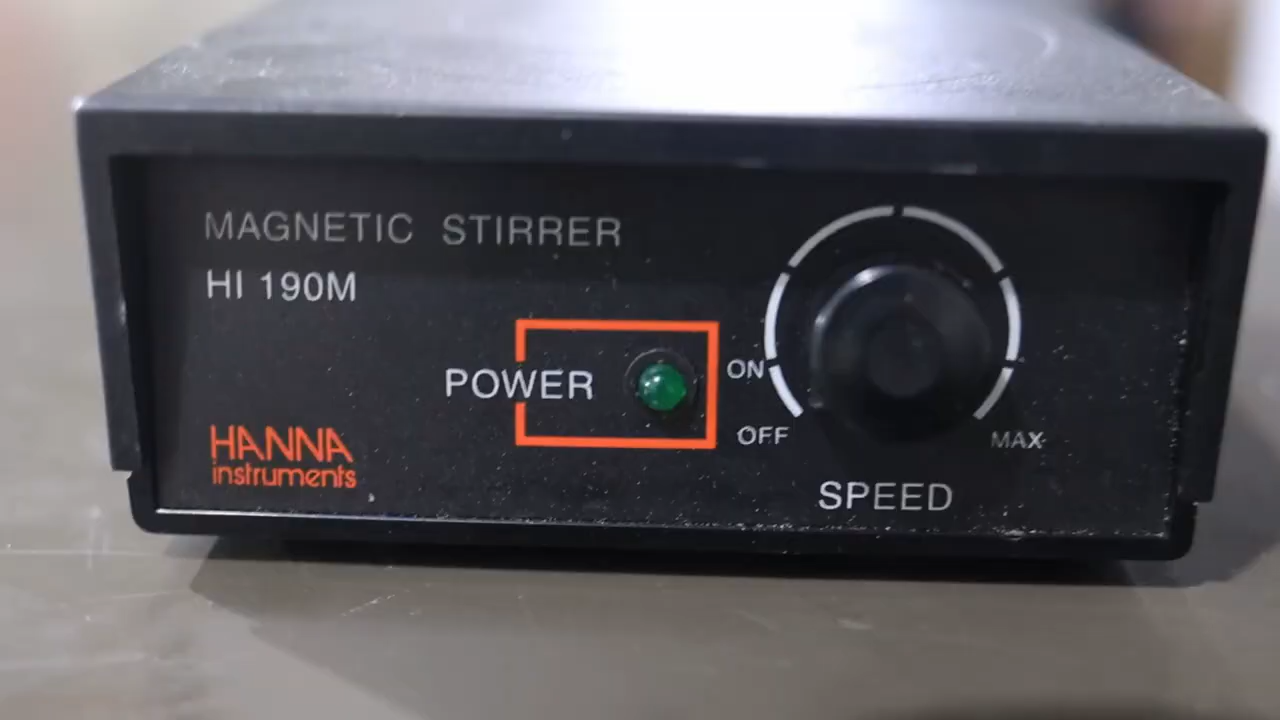 MAGNETIC STIRRER
HI 190M
POWER
ON
OFF
MAX
SPEED
HANNA
instruments